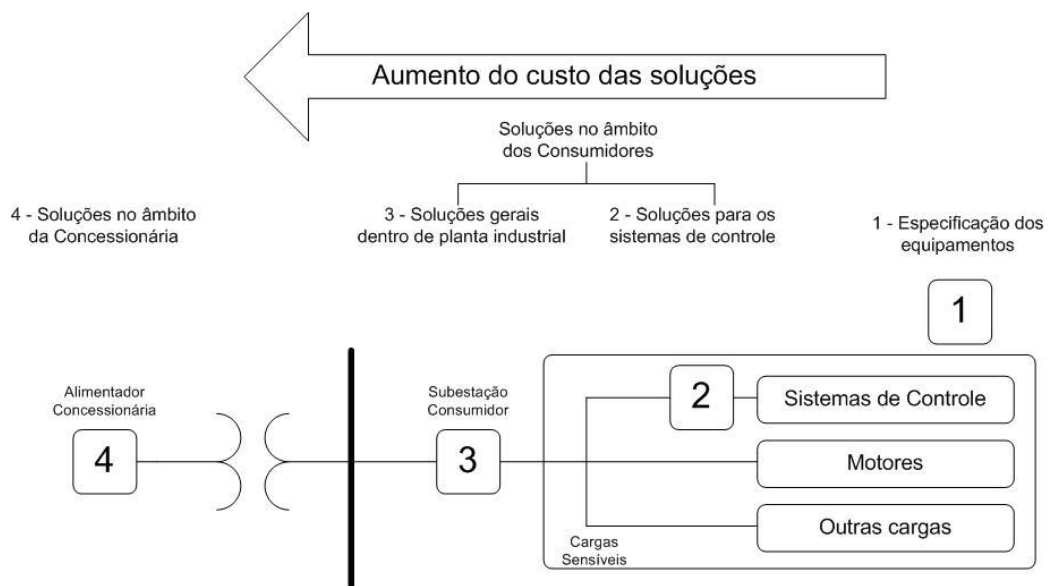 Aumento do custo das soluções
Soluções no âmbito
dos Consumidores
4 - Soluções no âmbito
da Concessionária
3 - Soluções gerais
dentro de planta industrial
2 - Soluções para os
sistemas de controle
1 - Especificação dos
equipamentos
1
Alimentador
Concessionária
4
Subestação
Consumidor
3
2
Sistemas de Controle
Motores
Outras cargas
Cargas
Sensíveis